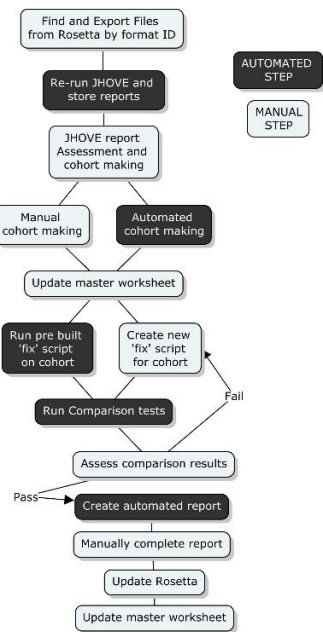 Find and Export Files
from Rosetta by format ID
AUTOMATED
STEP
Re-run JHOVE and
store reports
MANUAL
STEP
JHOVE report
Assessment and
cohort making
Manual
cohort making
Automated
cohort making
Update master worksheet
Run pre built
'fix' script
on cohort
Create new
'fix' script
for cohort
Fail
Run Comparison tests
Assess comparison results
Pass
Create automated report
Manually complete report
Update Rosetta
Update master worksheet